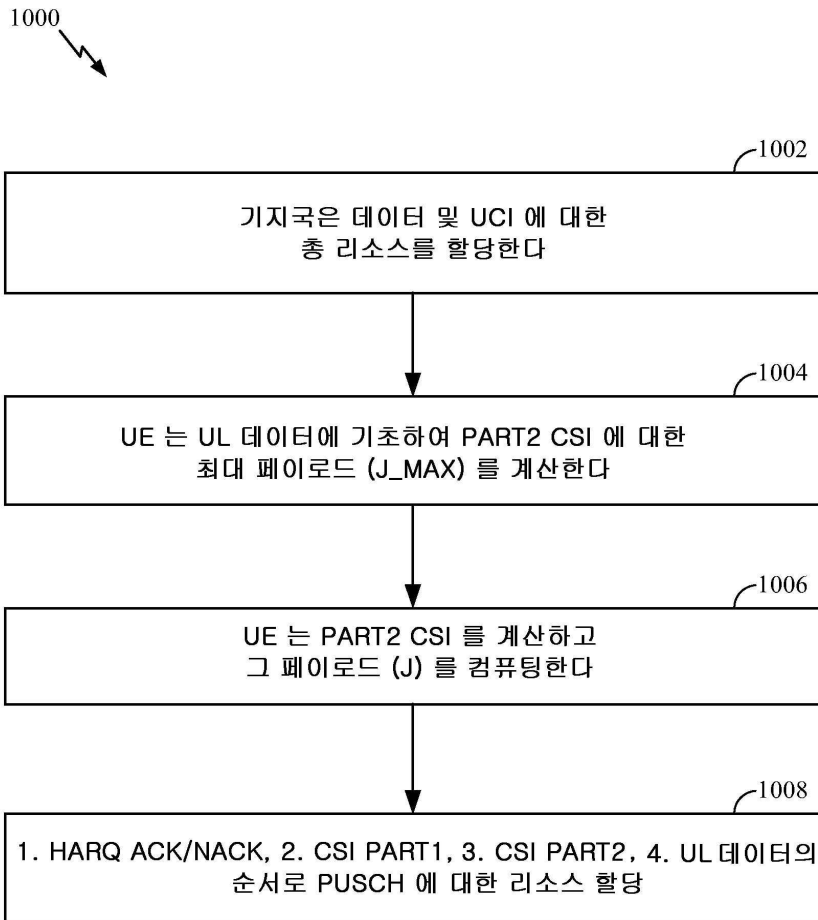 1000
1002
기지국은 데이터 및 UCI 에 대한
총 리소스를 할당한다
1004
UE 는 UL 데이터에 기초하여 PART2 CSI 에 대한
최대 페이로드 (J_MAX) 를 계산한다
1006
UE 는 PART2 CSI 를 계산하고
그 페이로드 (J) 를 컴퓨팅한다
1008
1. HARQ ACK/NACK, 2. CSI PART1, 3. CSI PART2, 4. UL 데이터의
순서로 PUSCH 에 대한 리소스 할당